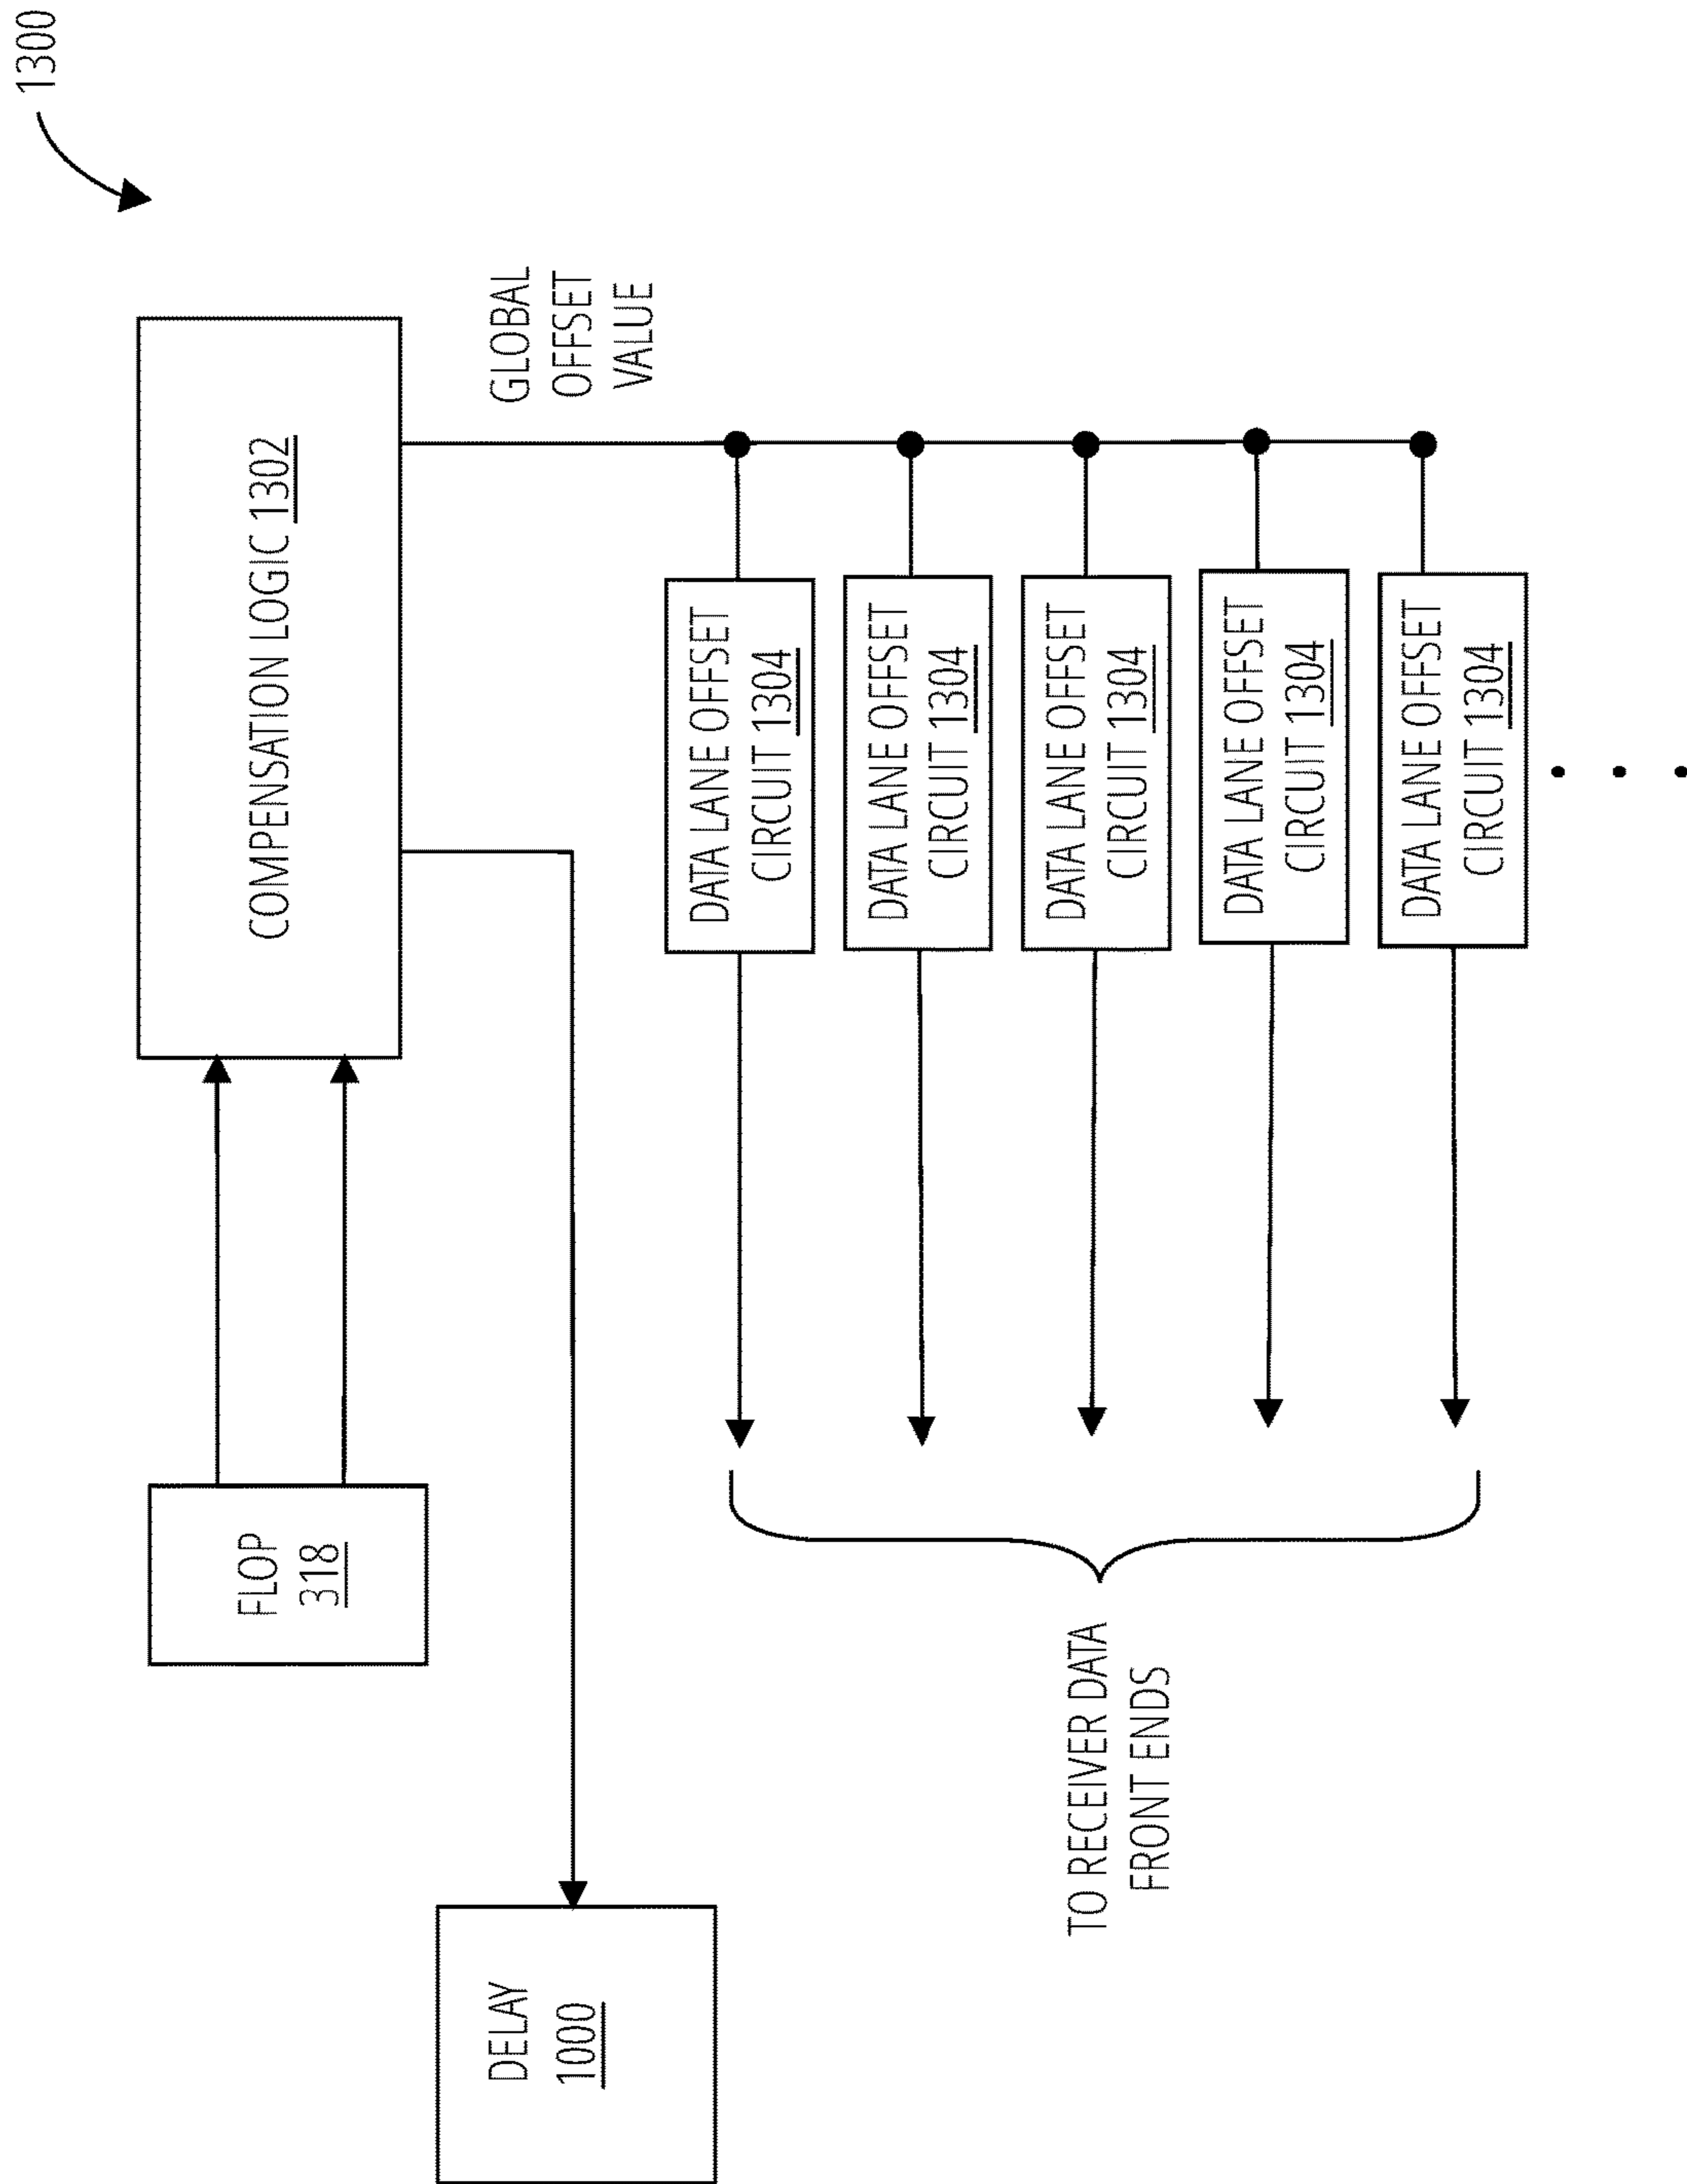 1300
COMPENSATION LOGIC 1302
GLOBAL
OFFSET
VALUE
FLOP
318
DELAY
1000
DATA LANE OFFSET
CIRCUIT 1304
DATA LANE OFFSET
CIRCUIT 1304
DATA LANE OFFSET
CIRCUIT 1304
DATA LANE OFFSET
CIRCUIT 1304
DATA LANE OFFSET
CIRCUIT 1304
TO RECEIVER DATA
FRONT ENDS